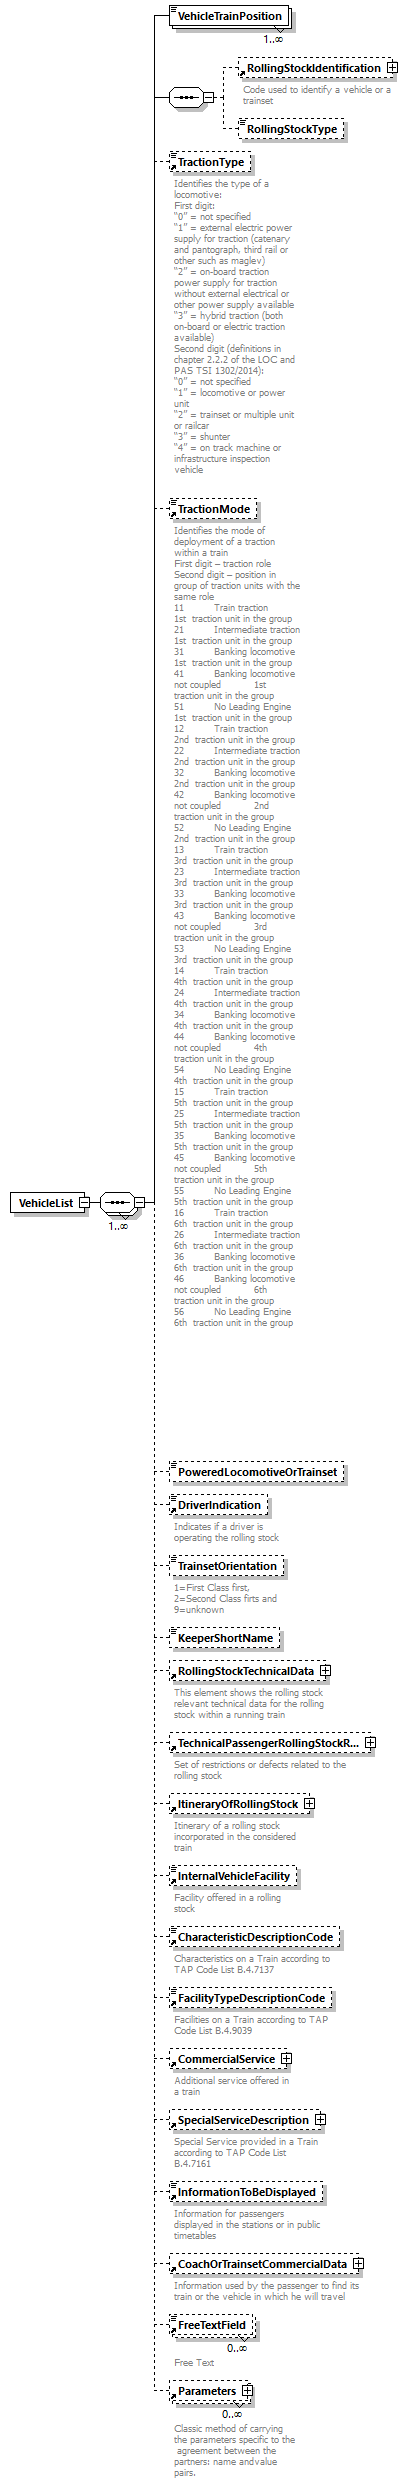 VehicleTrainPosition
1..∞
RollingStockIdentification
Code used to identify a vehicle or a
trainset
RollingStockType
TractionType
Identifies the type of a
locomotive:
First digit:
"0" = not specified
"1" = external electric power
supply for traction (catenary
and pantograph, third rail or
other such as maglev)
"2" = on-board traction
power supply for traction
without external electrical or
other power supply available
"3" = hybrid traction (both
on-board or electric traction
available)
Second digit (definitions in
chapter 2.2.2 of the LOC and
PAS TSI 1302/2014):
"0" = not specified
"1" = locomotive or power
unit
"2" = trainset or multiple unit
or railcar
"3" = shunter
"4" = on track machine or
infrastructure inspection
vehicle
TractionMode
Identifies the mode of
deployment of a traction
within a train
First digit – traction role
Second digit – position in
group of traction units with the
same role
11 Train traction
1st traction unit in the group
21 Intermediate traction
1st traction unit in the group
31 Banking locomotive
1st traction unit in the group
41 Banking locomotive
not coupled 1st
traction unit in the group
51 No Leading Engine
1st traction unit in the group
12 Train traction
2nd traction unit in the group
22 Intermediate traction
2nd traction unit in the group
32 Banking locomotive
2nd traction unit in the group
42 Banking locomotive
not coupled 2nd
traction unit in the group
52 No Leading Engine
2nd traction unit in the group
13 Train traction
3rd traction unit in the group
23 Intermediate traction
3rd traction unit in the group
33 Banking locomotive
3rd traction unit in the group
43 Banking locomotive
not coupled 3rd
traction unit in the group
53 No Leading Engine
3rd traction unit in the group
14 Train traction
4th traction unit in the group
24 Intermediate traction
4th traction unit in the group
34 Banking locomotive
4th traction unit in the group
44 Banking locomotive
not coupled 4th
traction unit in the group
54 No Leading Engine
4th traction unit in the group
15 Train traction
5th traction unit in the group
25 Intermediate traction
5th traction unit in the group
35 Banking locomotive
5th traction unit in the group
45 Banking locomotive
not coupled 5th
traction unit in the group
55 No Leading Engine
5th traction unit in the group
16 Train traction
6th traction unit in the group
26 Intermediate traction
6th traction unit in the group
36 Banking locomotive
6th traction unit in the group
46 Banking locomotive
not coupled 6th
traction unit in the group
56 No Leading Engine
6th traction unit in the group
VehicleList
1..∞
PoweredLocomotiveOrTrainset
DriverIndication
Indicates if a driver is
operating the rolling stock
TrainsetOrientation
1=First Class first,
2=Second Class firts and
9=unknown
KeeperShortName
RollingStockTechnicalData
This element shows the rolling stock
relevant technical data for the rolling
stock within a running train
TechnicalPassengerRollingStockR...
Set of restrictions or defects related to the
rolling stock
ItineraryOfRollingStock
Itinerary of a rolling stock
incorporated in the considered
train
InternalVehicleFacility
Facility offered in a rolling
stock
CharacteristicDescriptionCode
Characteristics on a Train according to
TAP Code List B.4.7137
FacilityTypeDescriptionCode
Facilities on a Train according to TAP
Code List B.4.9039
CommercialService
Additional service offered in
a train
SpecialServiceDescription
Special Service provided in a Train
according to TAP Code List
B.4.7161
InformationToBeDisplayed
Information for passengers
displayed in the stations or in public
timetables
CoachOrTrainsetCommercialData
Information used by the passenger to find its
train or the vehicle in which he will travel
FreeTextField
0..∞
Free Text
Parameters
0..∞
Classic method of carrying
the parameters specific to the
agreement between the
partners: name andvalue
pairs.